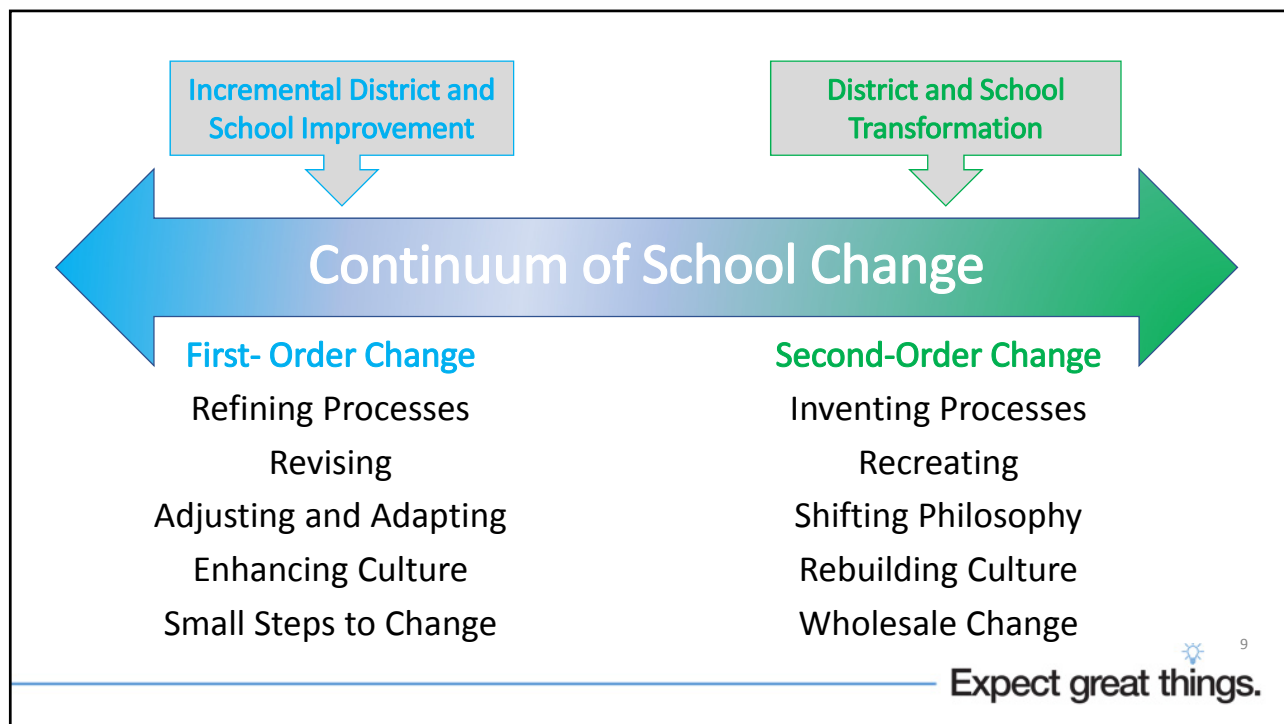 Incremental District and
School Improvement
District and School
Transformation
Continuum of School Change
First- Order Change
Refining Processes
Revising
Adjusting and Adapting
Enhancing Culture
Small Steps to Change
Second-Order Change
Inventing Processes
Recreating
Shifting Philosophy
Rebuilding Culture
Wholesale Change
9
Expect great things.